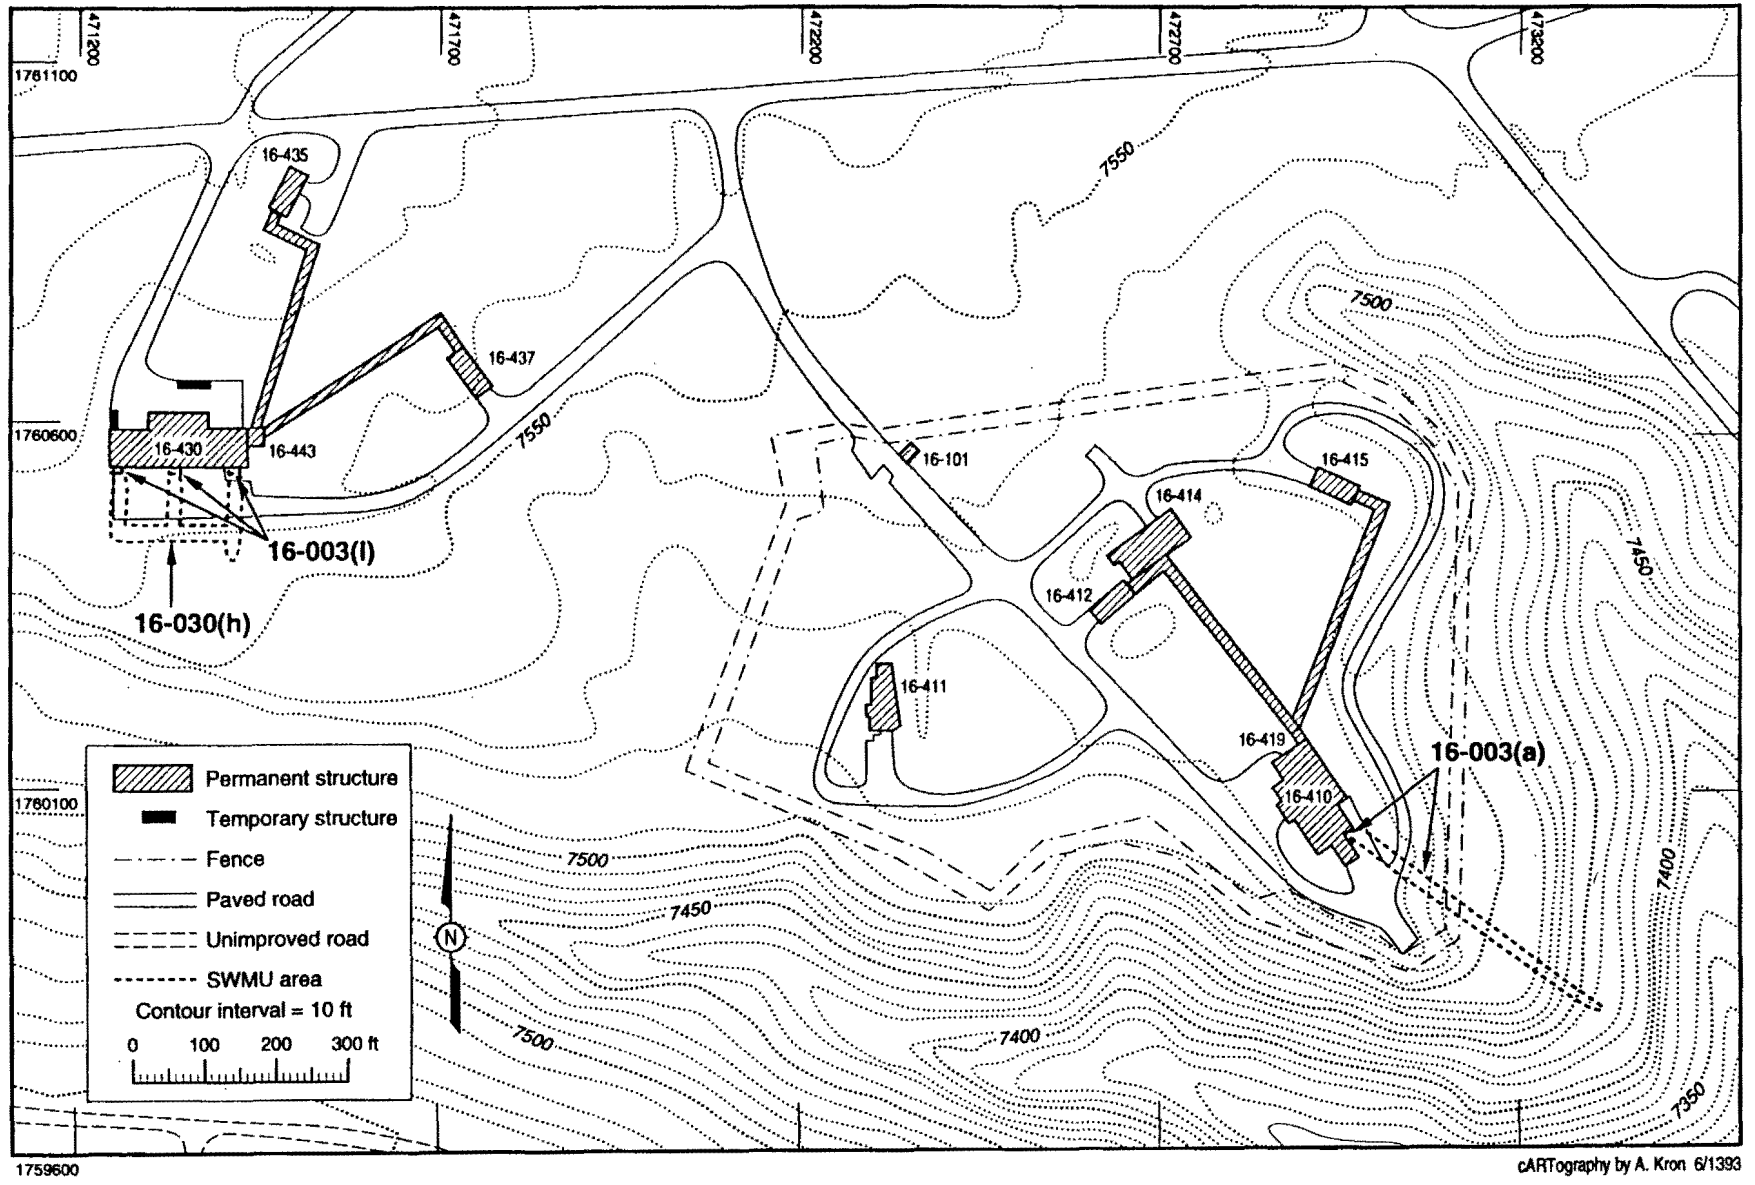 471200
471700
472200
472700
473200
1761100
16-435
7550
7500
16-437
7550
1760600
16-430
16-443
16-101
16-415
16-414
7450
16-003(l)
16-412
16-030(h)
16-411
16-419
16-003(a)
Permanent structure
16-410
1760100
Temporary structure
Fence
7500
7400
Paved road
7450
Unimproved road
N
SWMU area
Contour interval = 10 ft
7500
7400
0 100 200 300 ft
7350
1759600
cARTography by A. Kron 6/1393